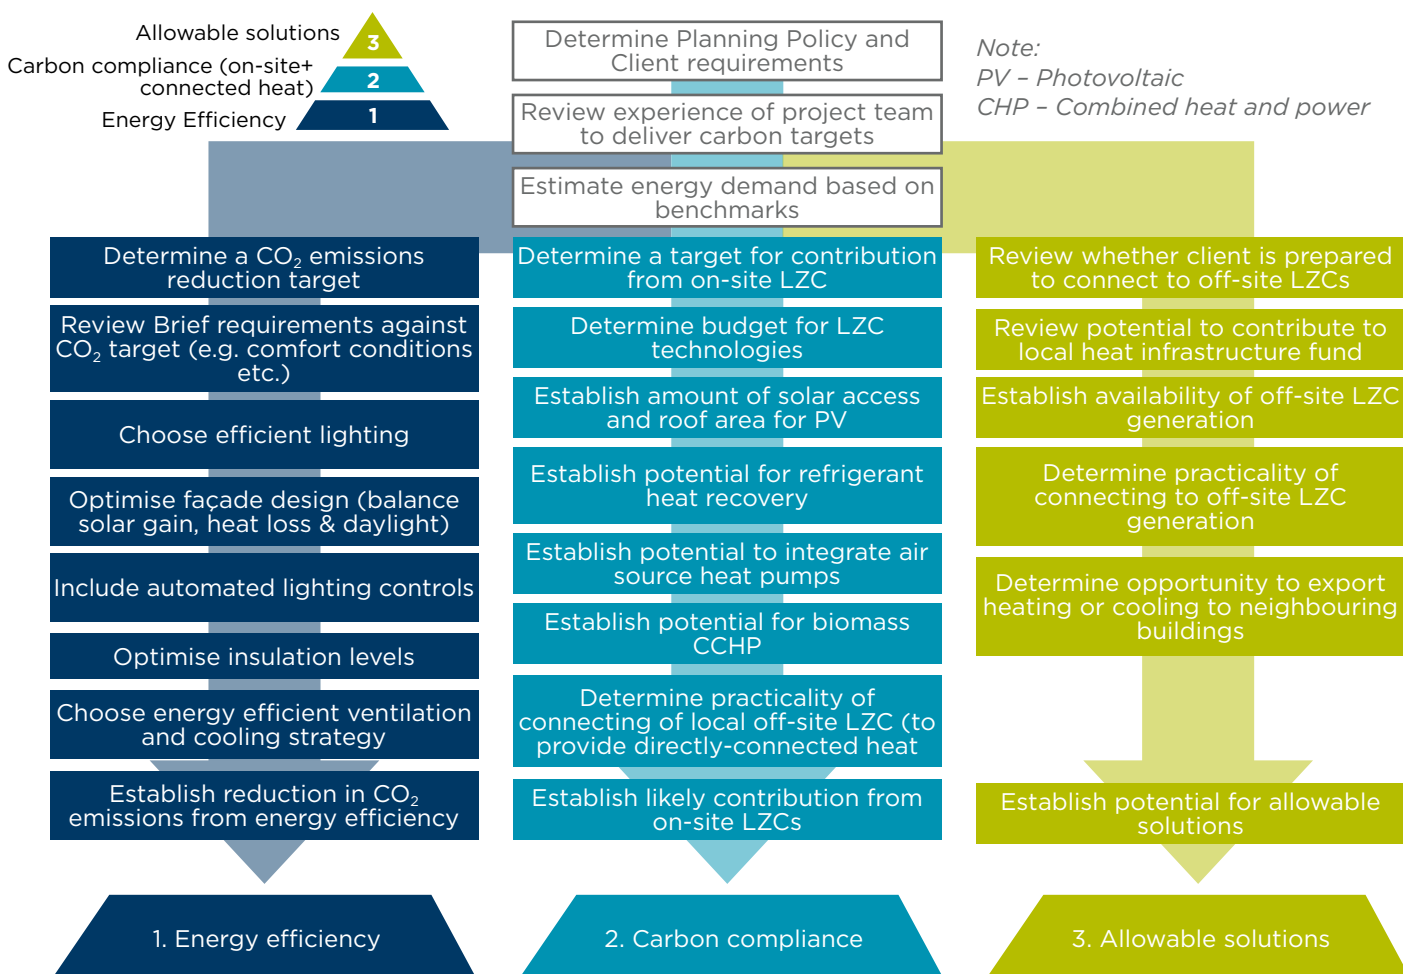 Allowable solutions
3
Carbon compliance (on-site+
connected heat)
2
Energy Efficiency
1
Determine Planning Policy and
Client requirements
Review experience of project team
to deliver carbon targets
Estimate energy demand based on
benchmarks
Note:
PV – Photovoltaic
CHP – Combined heat and power
Determine a CO₂ emissions
reduction target
Review Brief requirements against
CO₂ target (e.g. comfort conditions
etc.)
Choose efficient lighting
Optimise façade design (balance
solar gain, heat loss & daylight)
Include automated lighting controls
Optimise insulation levels
Choose energy efficient ventilation
and cooling strategy
Establish reduction in CO₂
emissions from energy efficiency
1. Energy efficiency
Determine a target for contribution
from on-site LZC
Determine budget for LZC
technologies
Establish amount of solar access
and roof area for PV
Establish potential for refrigerant
heat recovery
Establish potential to integrate air
source heat pumps
Establish potential for biomass
CCHP
Determine practicality of
connecting of local off-site LZC (to
provide directly-connected heat
Establish likely contribution from
on-site LZCs
2. Carbon compliance
Review whether client is prepared
to connect to off-site LZCs
Review potential to contribute to
local heat infrastructure fund
Establish availability of off-site LZC
generation
Determine practicality of
connecting to off-site LZC
generation
Determine opportunity to export
heating or cooling to neighbouring
buildings
Establish potential for allowable
solutions
3. Allowable solutions